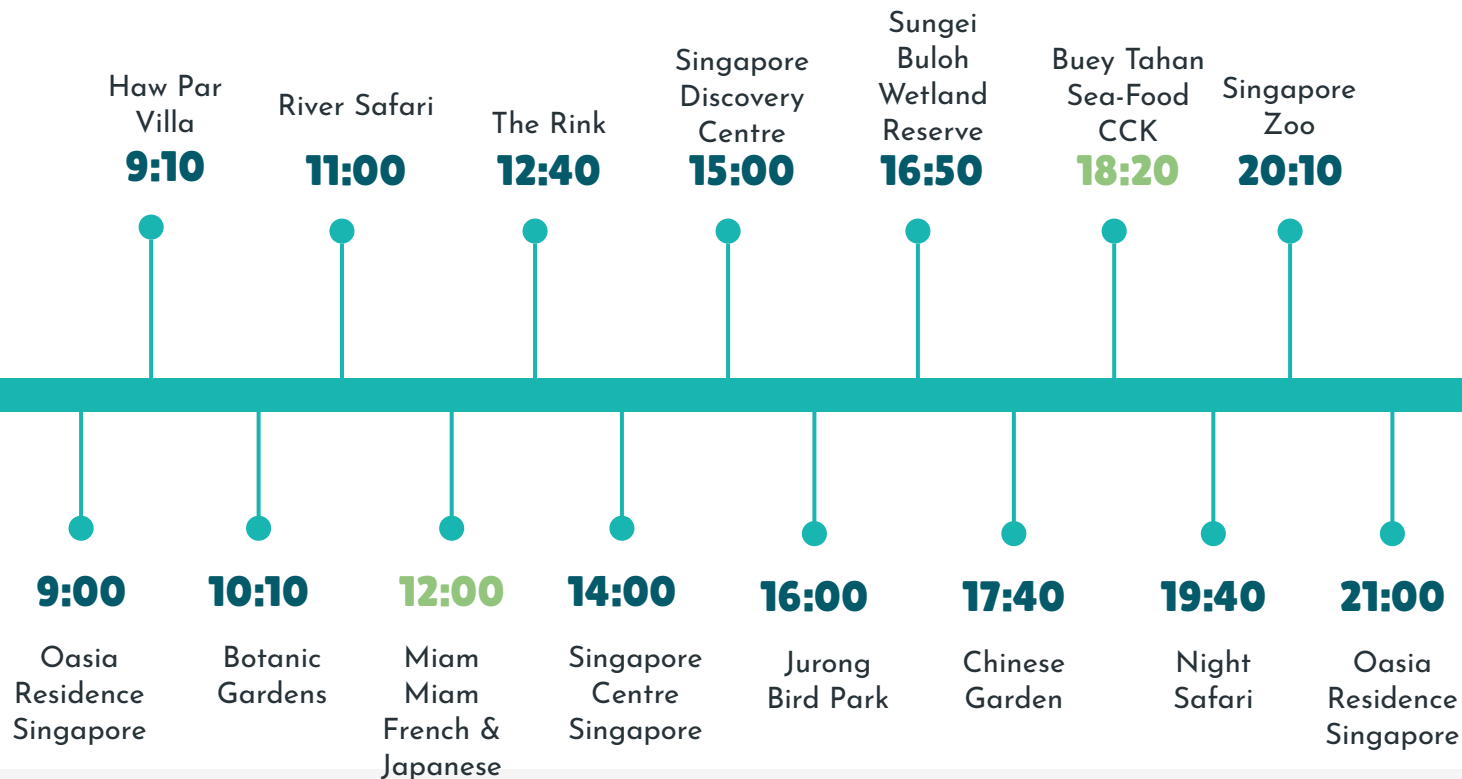 Haw Par
Villa
9:10
River Safari
11:00
The Rink
12:40
Singapore
Discovery
Centre
15:00
Sungei
Buloh
Wetland
Reserve
16:50
Buey Tahan
Sea-Food
CCK
18:20
Singapore
Zoo
20:10
9:00
Oasia
Residence
Singapore
10:10
Botanic
Gardens
12:00
Miam
Miam
French &
Japanese
14:00
Singapore
Centre
Singapore
16:00
Jurong
Bird Park
17:40
Chinese
Garden
19:40
Night
Safari
21:00
Oasia
Residence
Singapore